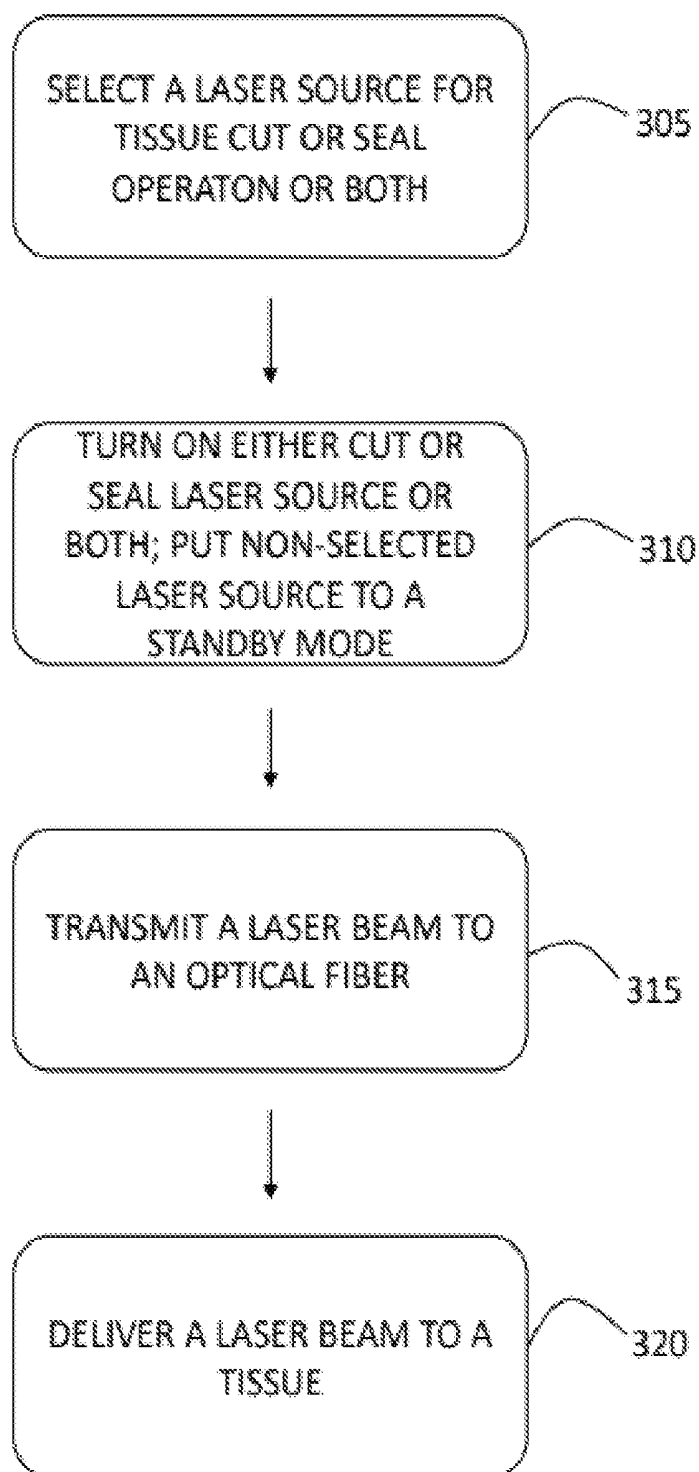 SELECT A LASER SOURCE FOR
TISSUE CUT OR SEAL
OPERATON OR BOTH
305
TURN ON EITHER CUT OR
SEAL LASER SOURCE OR
BOTH; PUT NON-SELECTED
LASER SOURCE TO A
STANDBY MODE
310
TRANSMIT A LASER BEAM TO
AN OPTICAL FIBER
315
DELIVER A LASER BEAM TO A
TISSUE
320